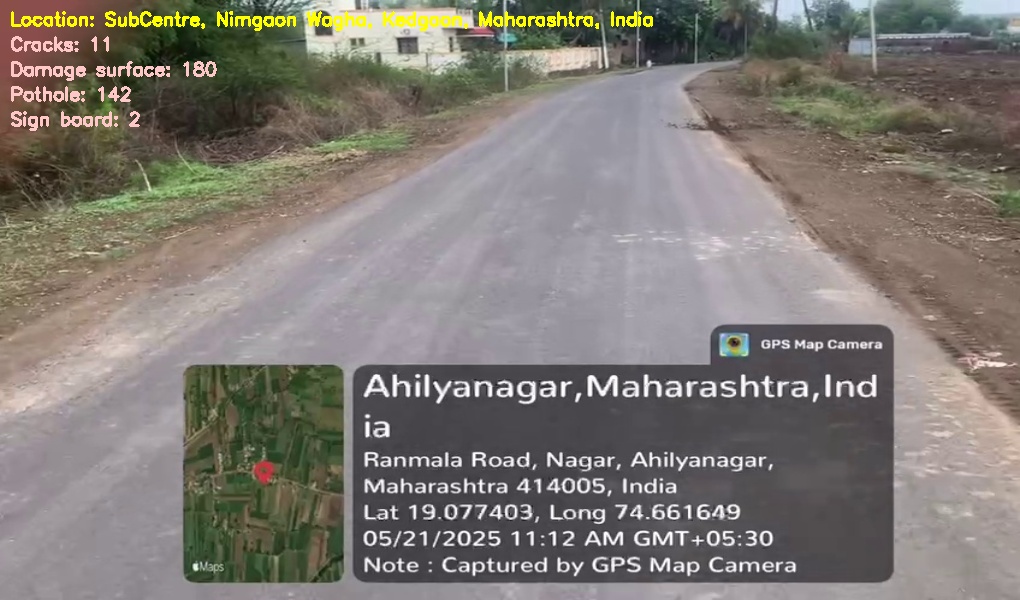 Location: SubCentre, Nimgaon Wagha, Kedgaon, Maharashtra, India
Cracks: 11
Damage surface: 180
Pothole: 142
Sign board: 2
GPS Map Camera
Ahilyanagar,Maharashtra,Ind
ia
Ranmala Road, Nagar, Ahilyanagar,
Maharashtra 414005, India
Lat 19.077403, Long 74.661649
05/21/2025 11:12 AM GMT+05:30
Note : Captured by GPS Map Camera
Maps